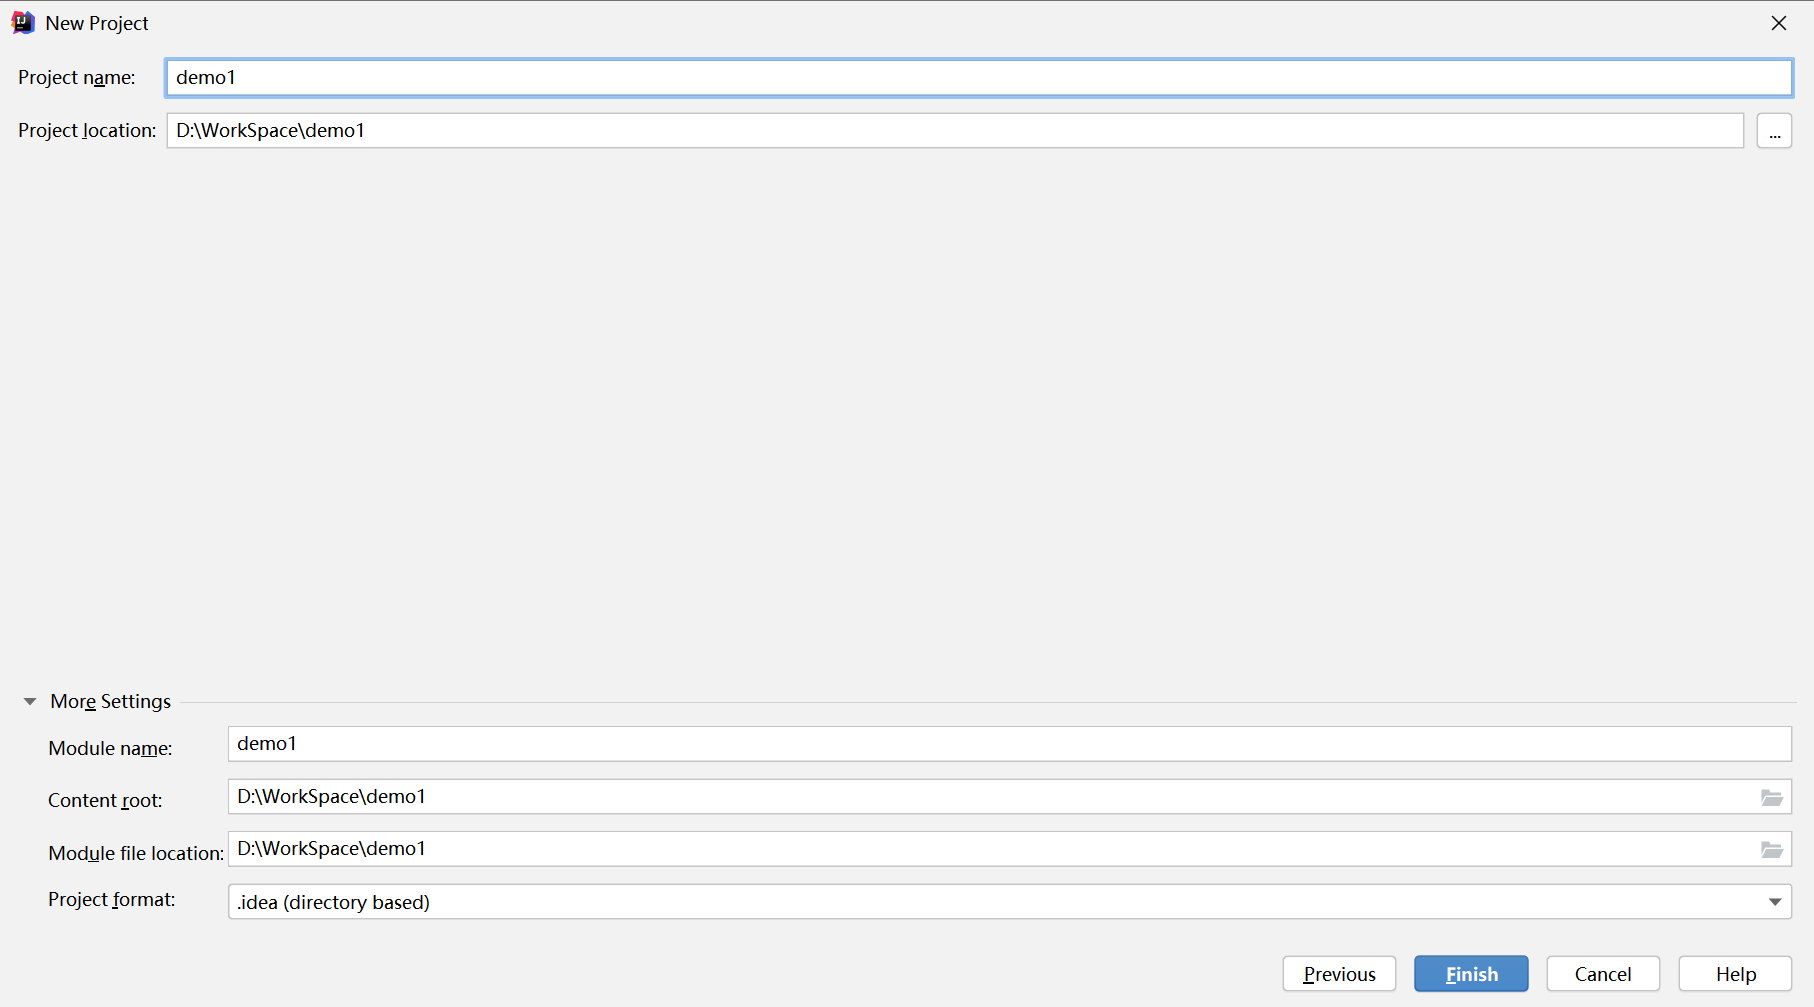 New Project
Project name: demo1
Project location: D:\WorkSpace\demo1 ...
More Settings
Module name: demo1
Content root: D:\WorkSpace\demo1
Module file location: D:\WorkSpace\demo1
Project format: .idea (directory based)
Previous Finish Cancel Help